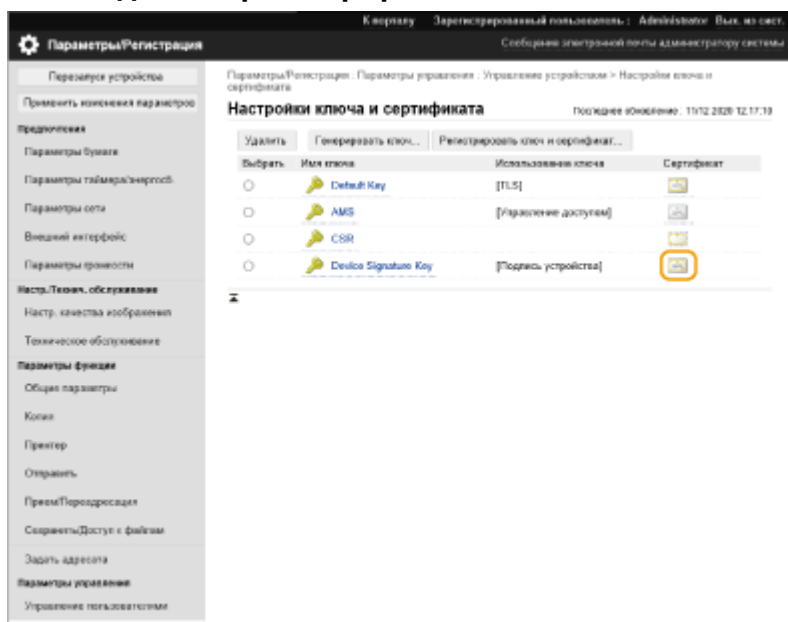 К порталу Зарегистрированный пользователь : Administrator Вых. из сист.
Параметры/Регистрация
Сообщение электронной почты администратору системы
Перезапуск устройства
Применить изменения параметров
Предпочтения
Параметры бумаги
Параметры таймера/энергосб.
Параметры сети
Внешний интерфейс
Параметры громкости
Настр./Технич. обслуживание
Настр. качества изображения
Техническое обслуживание
Параметры функции
Общие параметры
Копия
Принтер
Отправить
Прием/Переадресация
Сохранить/Доступ к файлам
Задать адресата
Параметры управления
Управление пользователями
Параметры/Регистрация : Параметры управления : Управление устройством > Настройки ключа и
сертификата
Настройки ключа и сертификата
Последнее обновление : 11/12 2020 12:17:19
Удалить Генерировать ключ... Регистрировать ключ и сертификат...
Выбрать Имя ключа Использование ключа Сертификат
Default Key [TLS]
AMS [Управление доступом]
CSR
Device Signature Key [Подпись устройства]